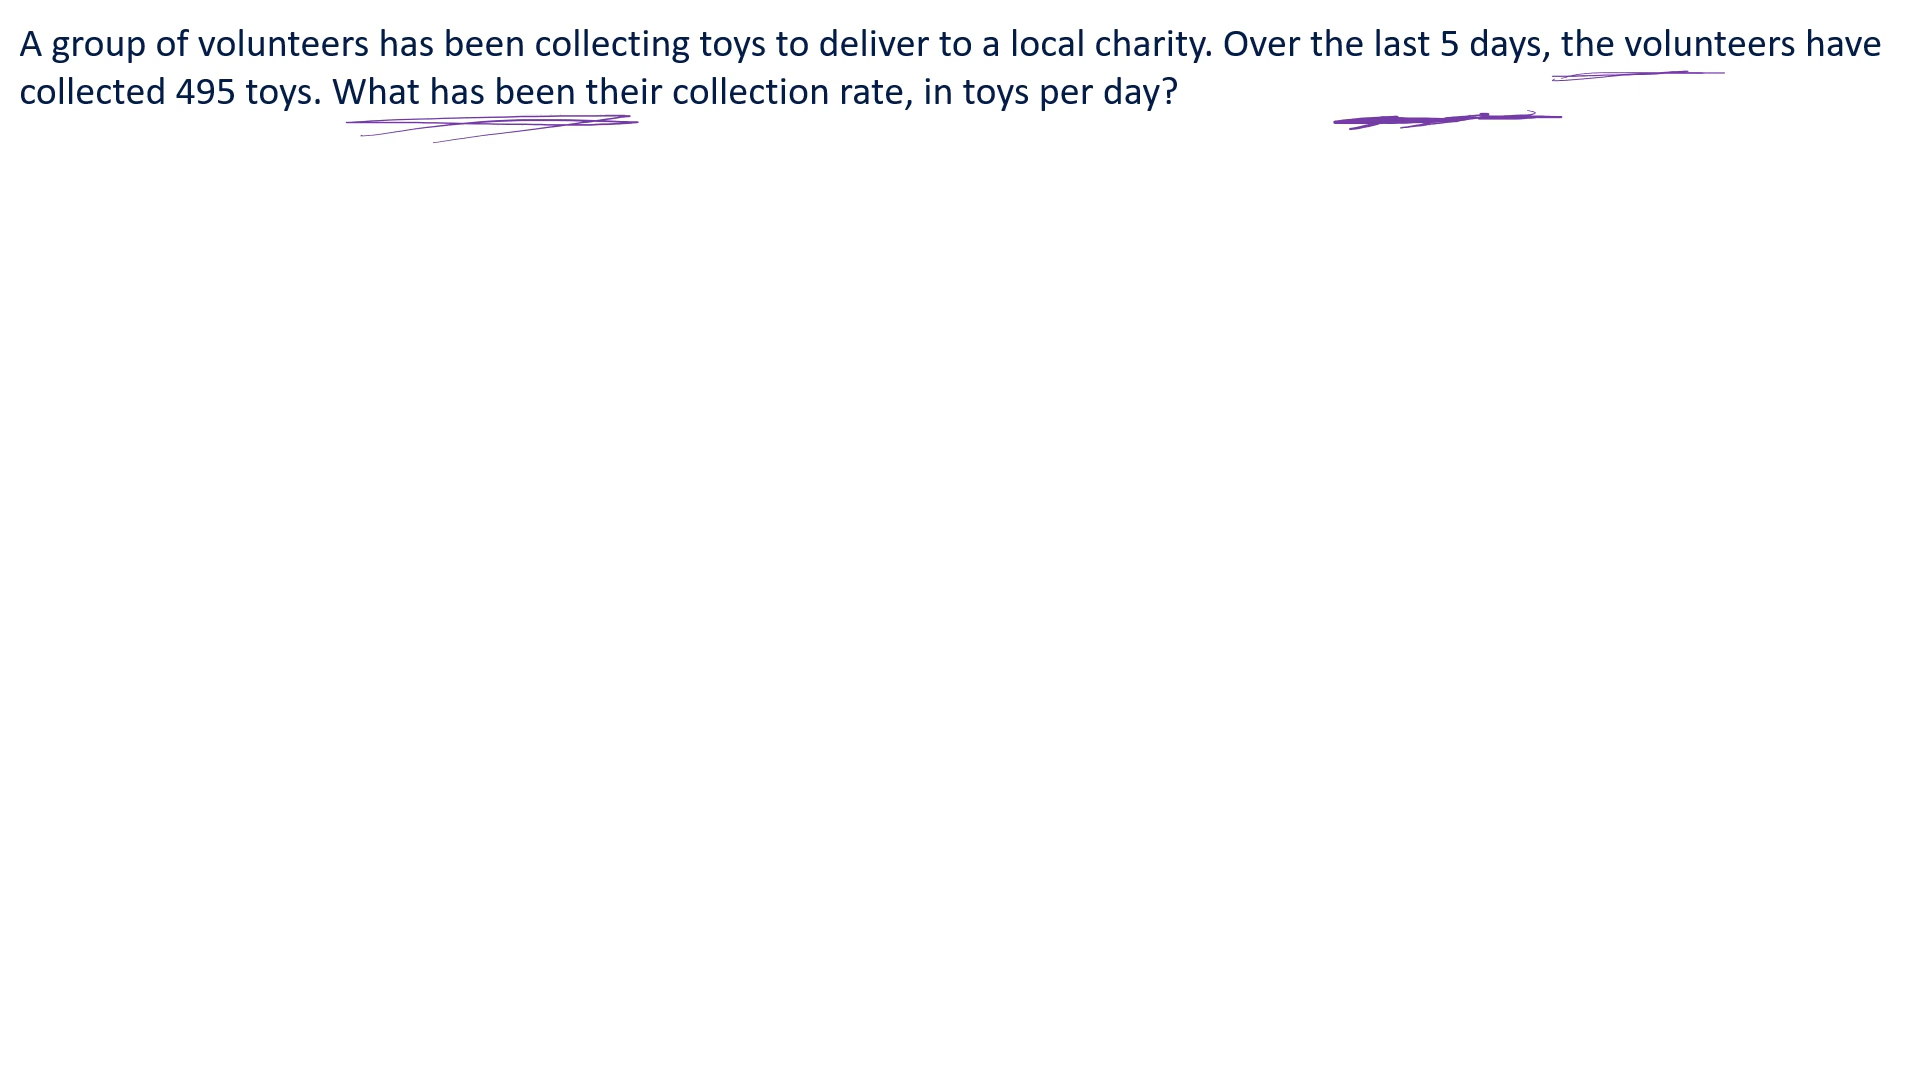 A group of volunteers has been collecting toys to deliver to a local charity. Over the last 5 days, the volunteers have
collected 495 toys. What has been their collection rate, in toys per day?